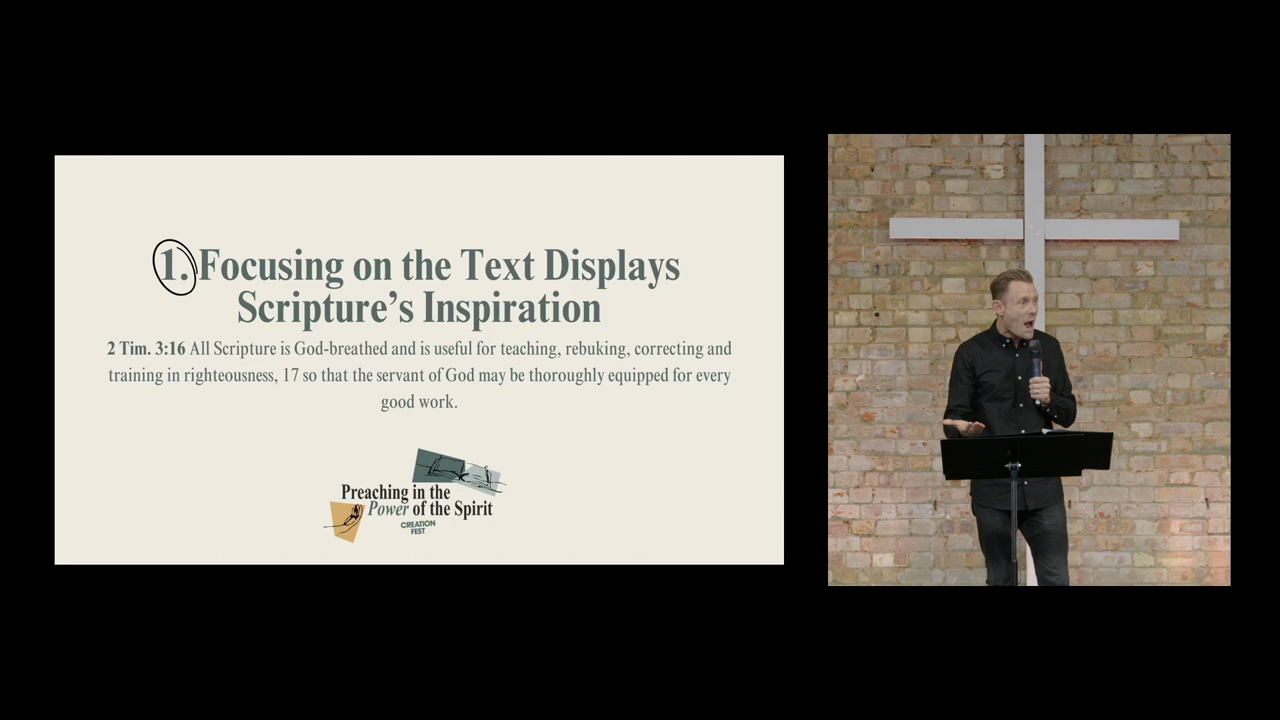 1. Focusing on the Text Displays
Scripture’s Inspiration
2 Tim. 3:16 All Scripture is God-breathed and is useful for teaching, rebuking, correcting and
training in righteousness, 17 so that the servant of God may be thoroughly equipped for every
good work.
Preaching in the
Power of the Spirit
CREATION
FEST